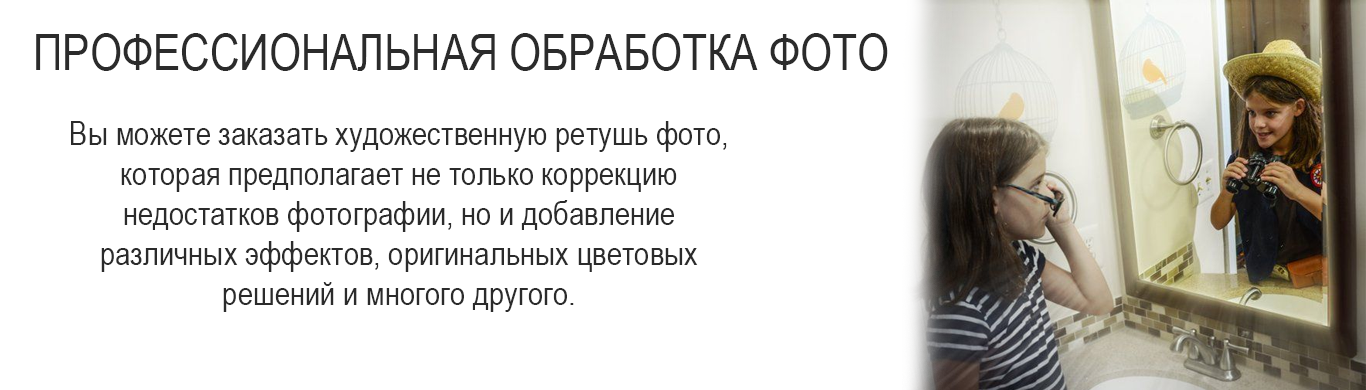 ПРОФЕССИОНАЛЬНАЯ ОБРАБОТКА ФОТО
Вы можете заказать художественную ретушь фото,
которая предполагает не только коррекцию
недостатков фотографии, но и добавление
различных эффектов, оригинальных цветовых
решений и многого другого.